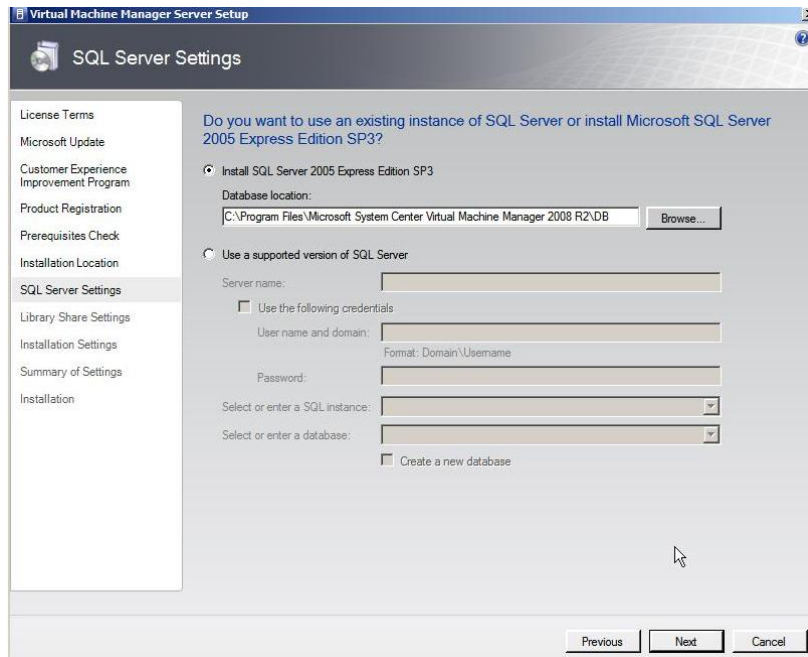 Virtual Machine Manager Server Setup
SQL Server Settings
License Terms
Microsoft Update
Customer Experience
Improvement Program
Product Registration
Prerequisites Check
Installation Location
SQL Server Settings
Library Share Settings
Installation Settings
Summary of Settings
Installation
Do you want to use an existing instance of SQL Server or install Microsoft SQL Server
2005 Express Edition SP3?
Install SQL Server 2005 Express Edition SP3
Database location:
C:\Program Files\Microsoft System Center Virtual Machine Manager 2008 R2\DB
Browse...
Use a supported version of SQL Server
Server name:
Use the following credentials
User name and domain:
Format: Domain\Username
Password:
Select or enter a SQL instance:
Select or enter a database:
Create a new database
Previous
Next
Cancel